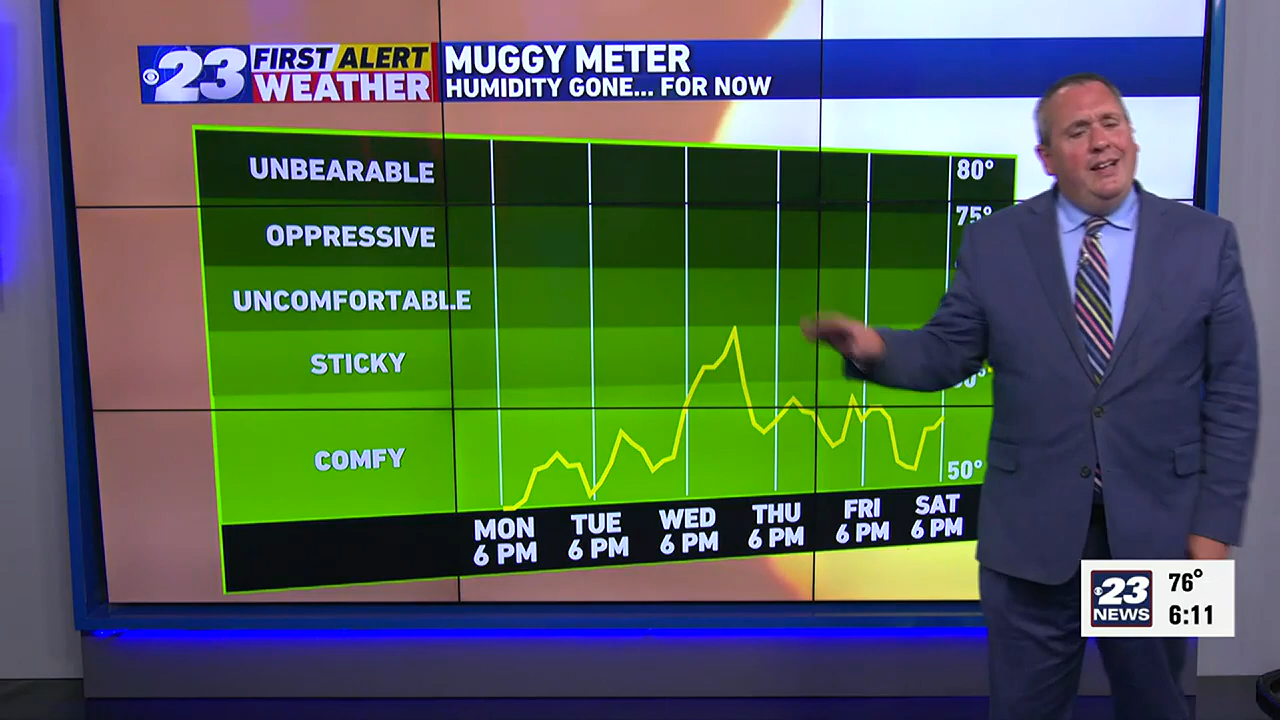 23
FIRST ALERT
WEATHER
MUGGY METER
HUMIDITY GONE... FOR NOW
UNBEARABLE
OPPRESSIVE
UNCOMFORTABLE
STICKY
COMFY
80°
75°
50°
MON
6 PM
TUE
6 PM
WED
6 PM
THU
6 PM
FRI
6 PM
SAT
6 PM
23
NEWS
76°
6:11